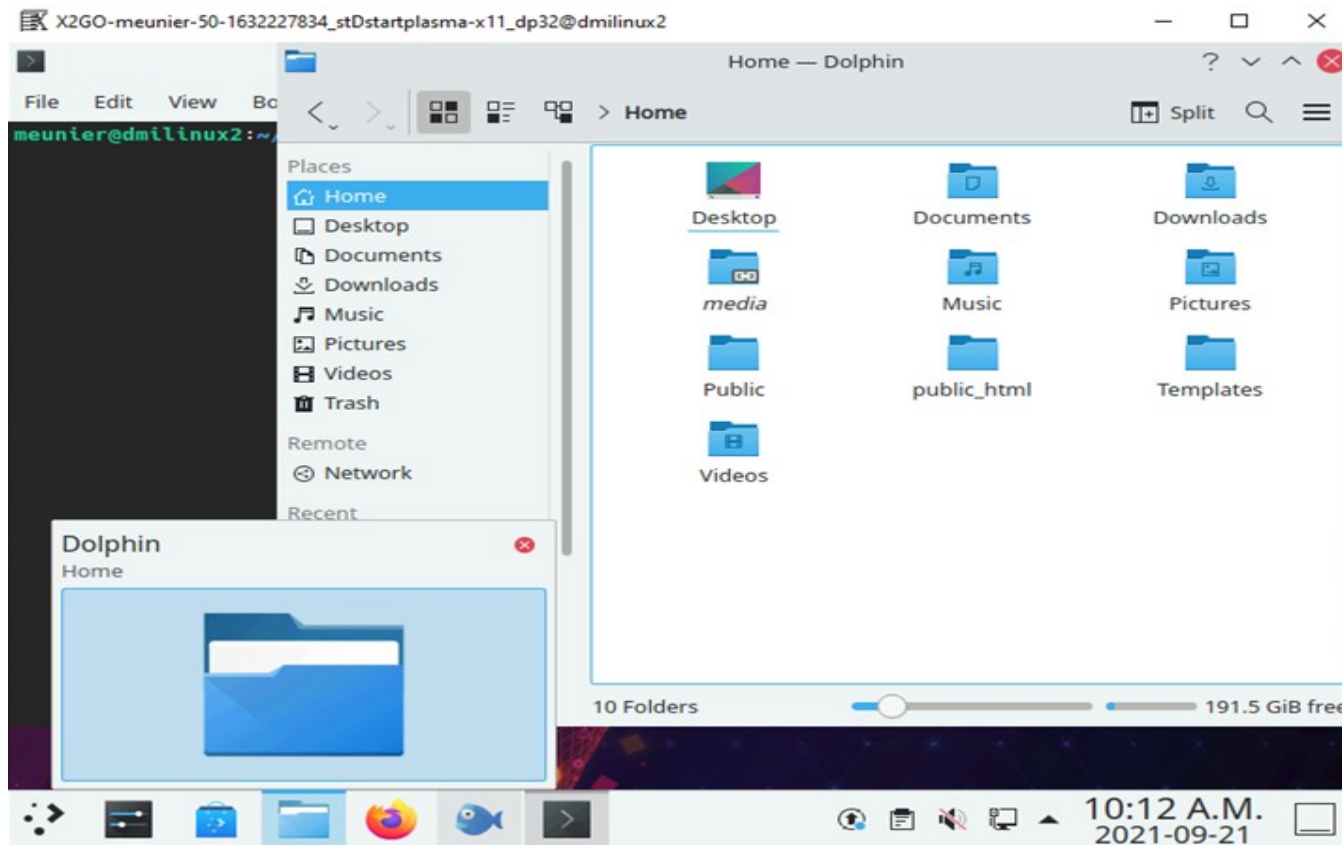 X2GO-meunier-50-1632227834_stDstartplasma-x11_dp32@dmilinux2
Home — Dolphin
File Edit View Bo
> Home
Split
meunier@dmilinux2:~/
Places
Home
Desktop
Documents
Downloads
Music
Pictures
Videos
Trash
Remote
Network
Recent
Desktop Documents Downloads
media Music Pictures
Public public_html Templates
Videos
10 Folders
191.5 GiB free
Dolphin
Home
10:12 A.M.
2021-09-21